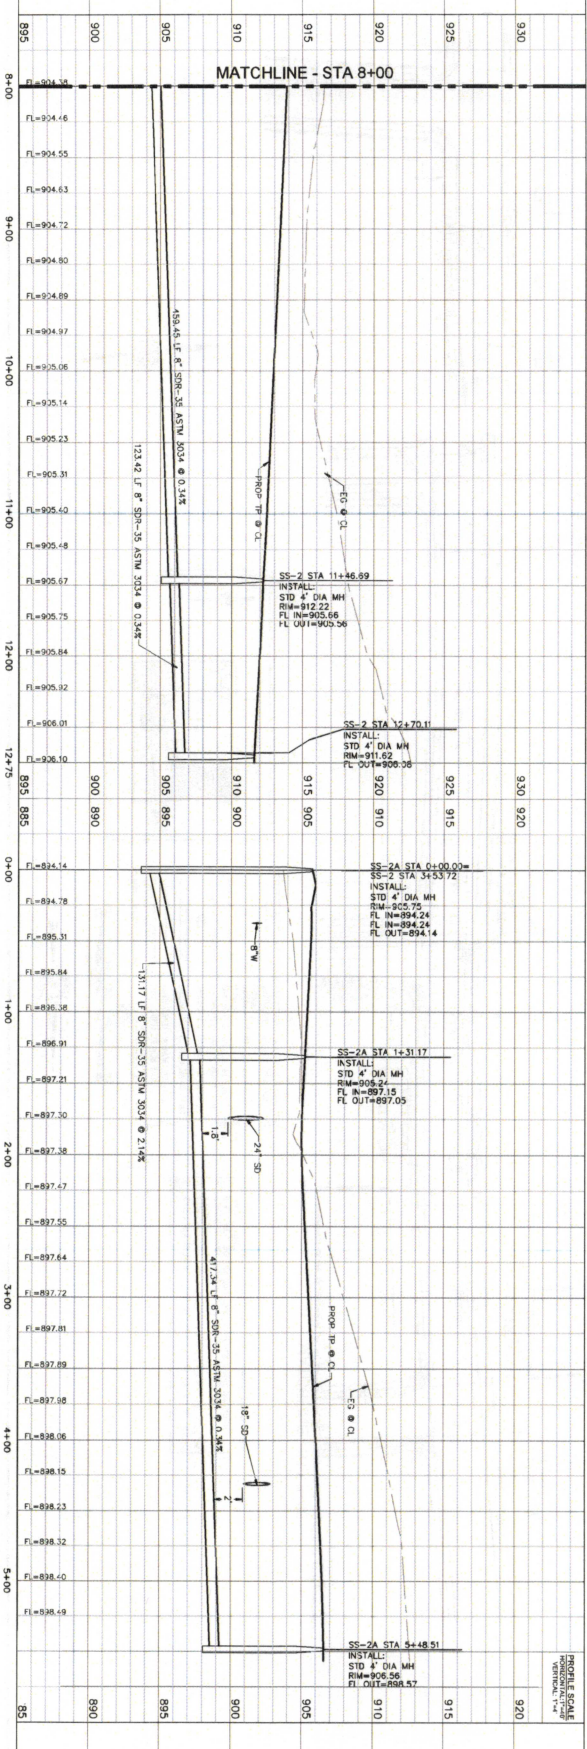 930
925
920
915
910
905
900
895
MATCHLINE - STA 8+00
8+00
FL=904.38
FL=904.46
FL=904.55
FL=904.63
9+00
FL=904.72
FL=904.80
FL=904.89
FL=904.97
10+00
FL=905.06
FL=905.14
FL=905.23
FL=905.31
11+00
FL=905.40
FL=905.48
FL=905.67
FL=905.75
12+00
FL=905.84
FL=905.92
FL=906.01
12+75
FL=906.10
459.45 LF 8" SDR-35 ASTM 3034 @ 0.34%
123.42 LF 8" SDR-35 ASTM 3034 @ 0.34%
PROP TP @ CL
EG @ CL
SS-2 STA 11+46.69
INSTALL:
STD 4' DIA MH
RIM=912.22
FL IN=905.66
FL OUT=905.56
SS-2 STA 12+70.11
INSTALL:
STD 4' DIA MH
RIM=911.62
FL OUT=906.08
930
925
920
915
910
905
900
895
920
915
910
905
900
895
890
885
0+00
FL=894.14
FL=894.78
FL=895.31
FL=895.84
1+00
FL=896.38
FL=896.91
FL=897.21
FL=897.30
2+00
FL=897.38
FL=897.47
FL=897.55
FL=897.64
3+00
FL=897.72
FL=897.81
FL=897.89
FL=897.98
4+00
FL=898.06
FL=898.15
FL=898.23
FL=898.32
5+00
FL=898.40
FL=898.49
SS-2A STA 0+00.00=
SS-2 STA 3+53.72
INSTALL:
STD 4' DIA MH
RIM=905.75
FL IN=894.24
FL IN=894.24
FL OUT=894.14
8"W
131.17 LF 8" SDR-35 ASTM 3034 @ 2.14%
SS-2A STA 1+31.17
INSTALL:
STD 4' DIA MH
RIM=905.24
FL IN=897.15
FL OUT=897.05
1.8'
24" SD
417.34 LF 8" SDR-35 ASTM 3034 @ 0.34%
PROP TP @ CL
EG @ CL
18" SD
2'
SS-2A STA 5+48.51
INSTALL:
STD 4' DIA MH
RIM=906.56
FL OUT=898.57
920
915
910
905
900
895
890
85
PROFILE SCALE
HORIZONTAL: 1"=40'
VERTICAL: 1"=4'